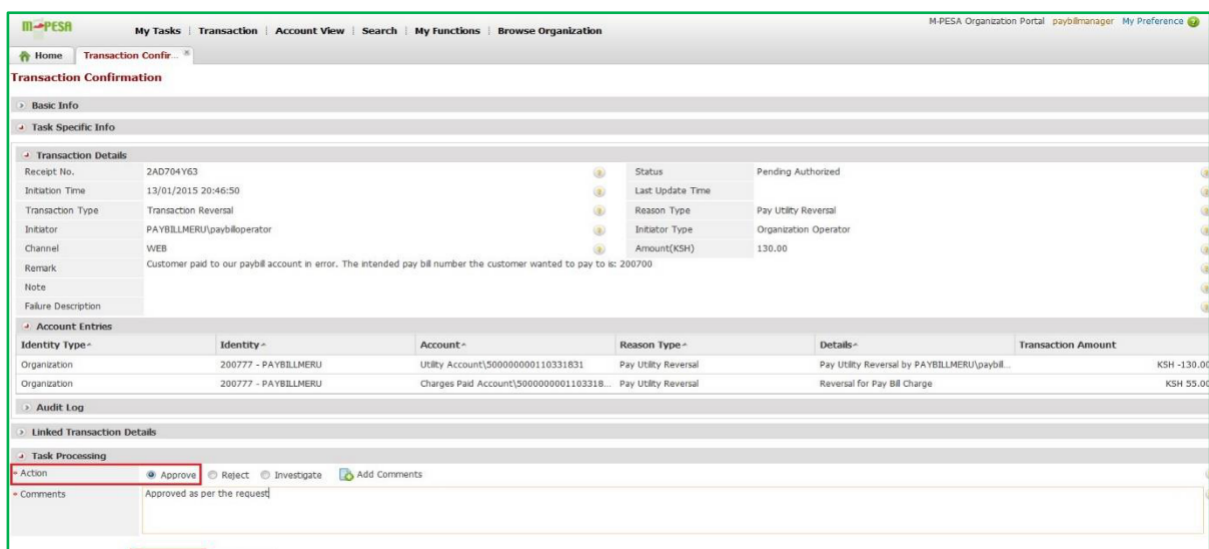 M-PESA
M-PESA Organization Portal paybillmanager My Preference
My Tasks | Transaction | Account View | Search | My Functions | Browse Organization
Home Transaction Confir...
Transaction Confirmation
Basic Info
Task Specific Info
Transaction Details
Receipt No. 2AD704Y63 Status Pending Authorized
Initiation Time 13/01/2015 20:46:50 Last Update Time
Transaction Type Transaction Reversal Reason Type Pay Utility Reversal
Initiator PAYBILLMERU\paybilloperator Initiator Type Organization Operator
Channel WEB Amount(KSH) 130.00
Remark Customer paid to our paybill account in error. The intended pay bill number the customer wanted to pay to is: 200700
Note
Failure Description
Account Entries
Identity Type Identity Account Reason Type Details Transaction Amount
Organization 200777 - PAYBILLMERU Utility Account\500000000110331831 Pay Utility Reversal Pay Utility Reversal by PAYBILLMERU\paybill... KSH -130.00
Organization 200777 - PAYBILLMERU Charges Paid Account\5000000001103318... Pay Utility Reversal Reversal for Pay Bill Charge KSH 55.00
Audit Log
Linked Transaction Details
Task Processing
* Action Approve Reject Investigate Add Comments
* Comments Approved as per the request